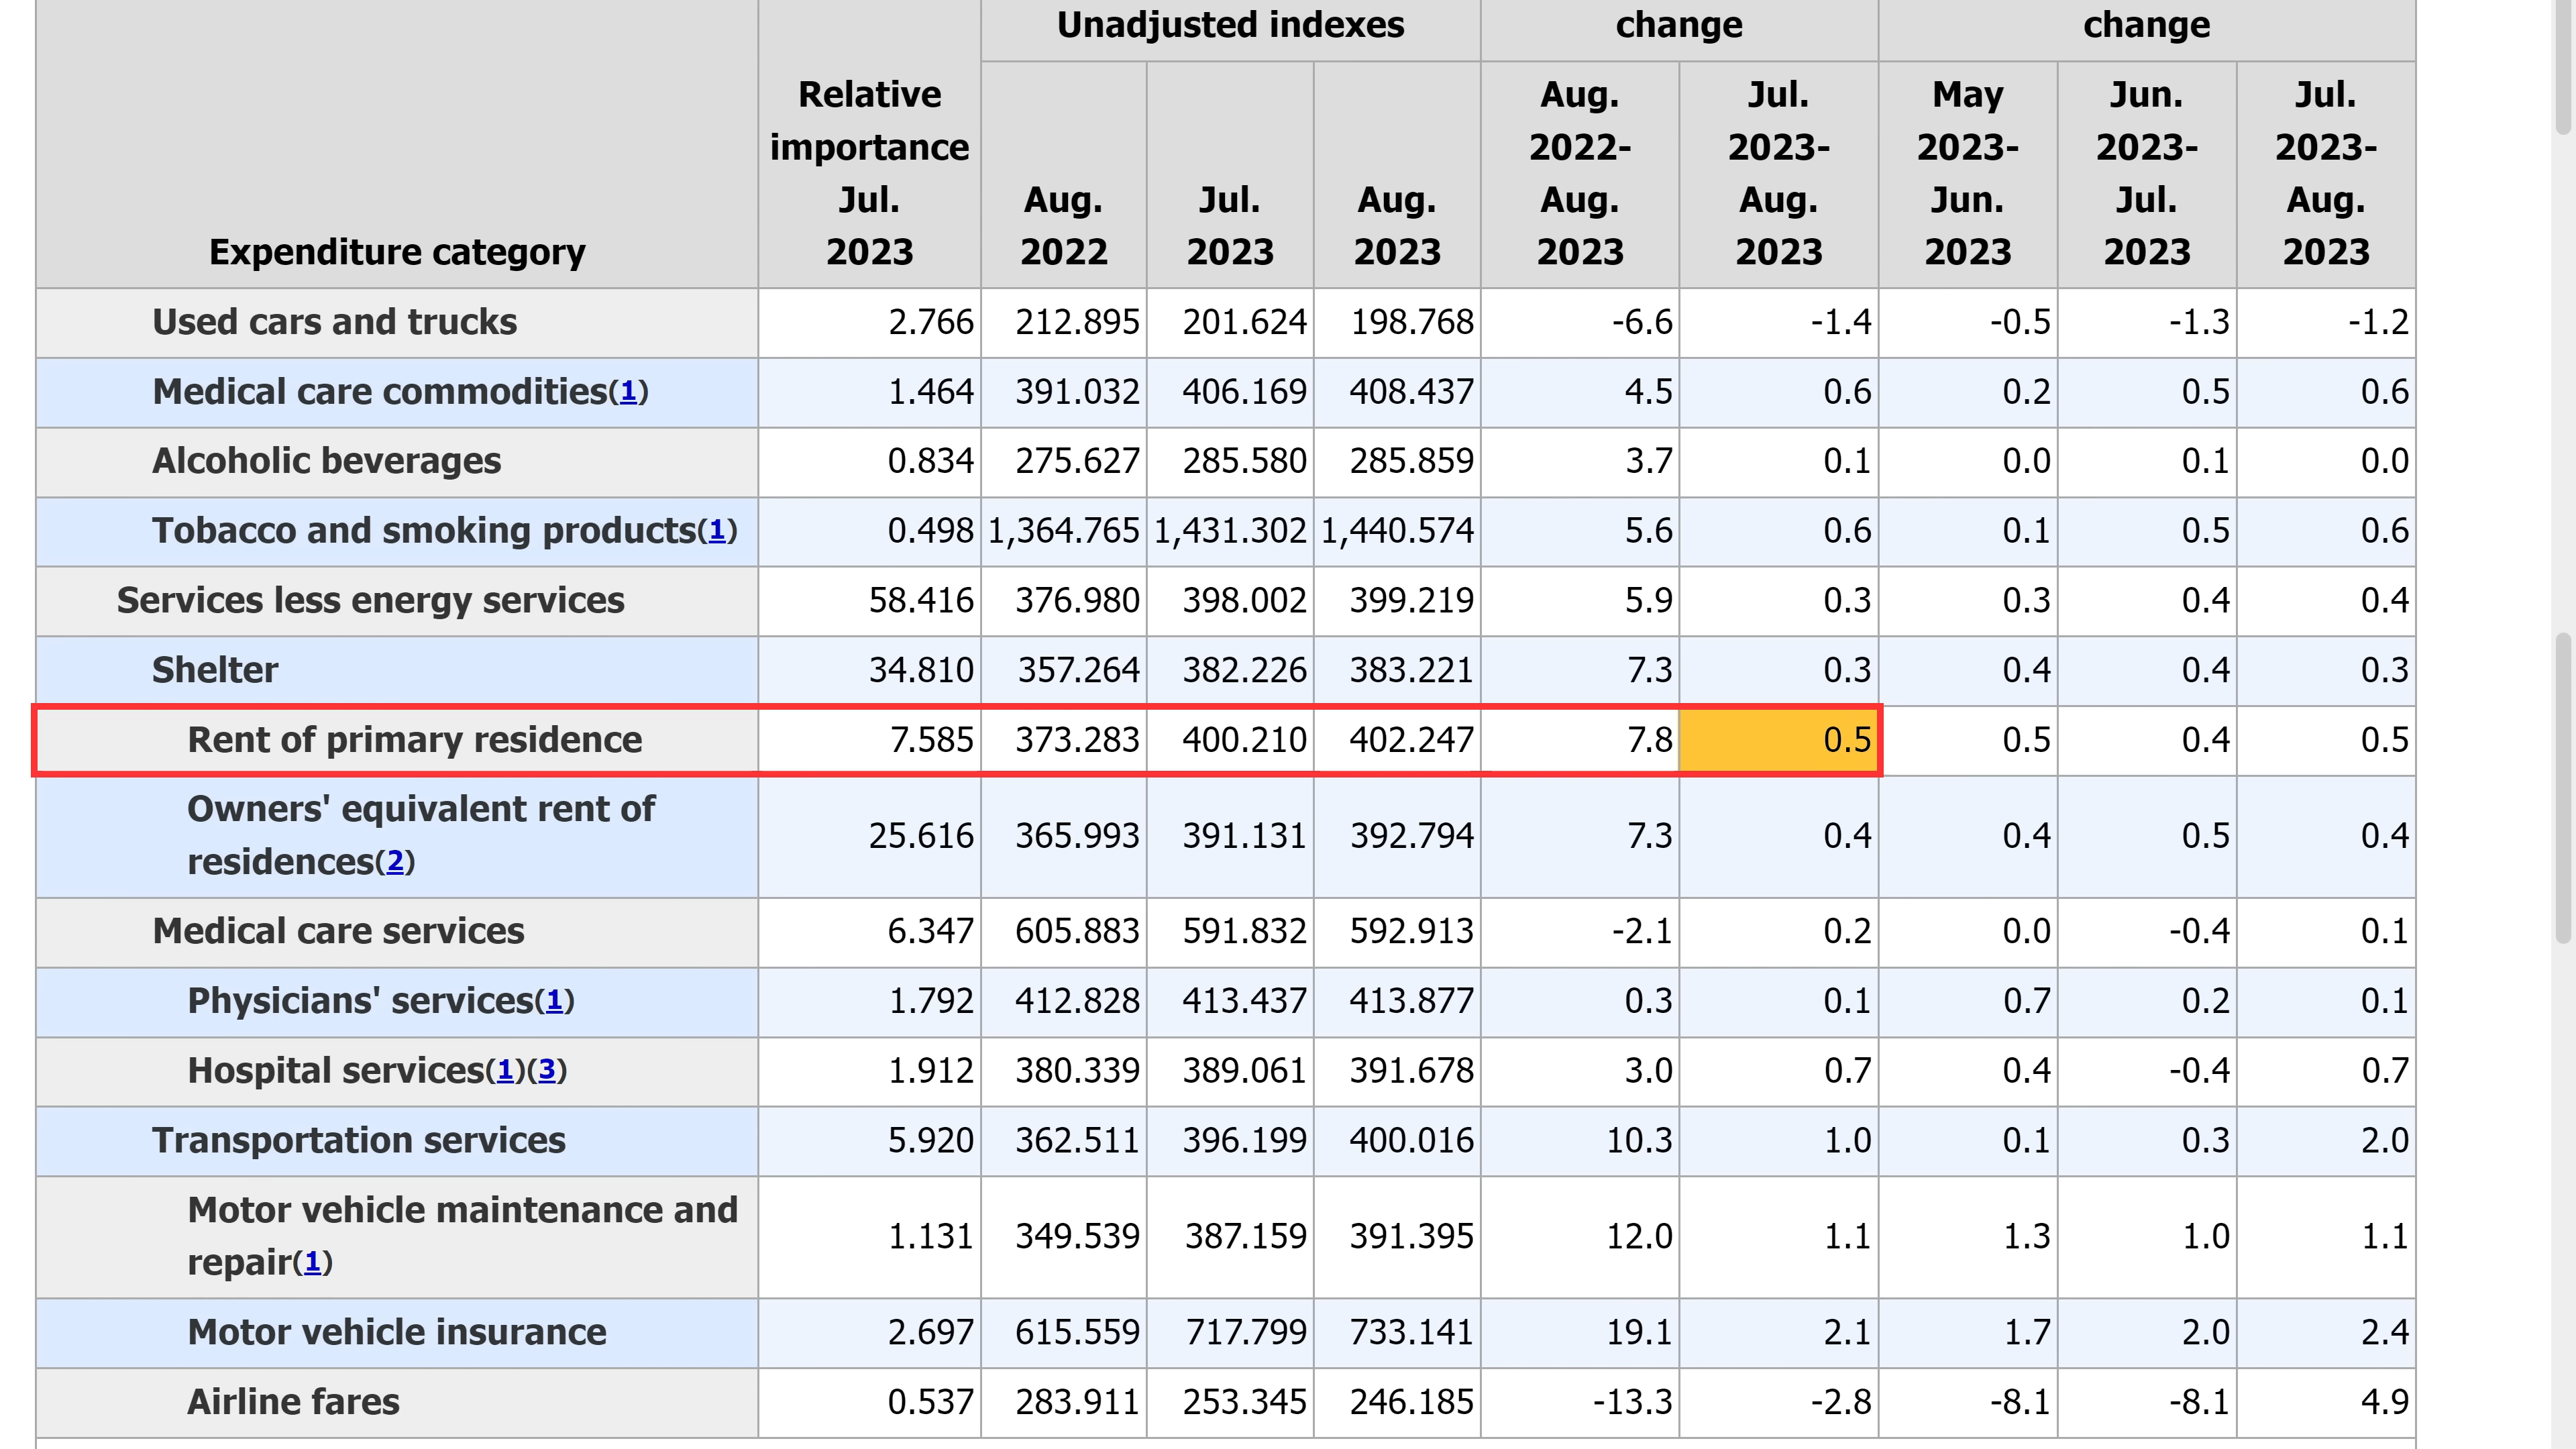 Unadjusted indexes change change
Relative importance Jul. 2023
Aug. 2022
Jul. 2023
Aug. 2023
Aug. 2022- Aug. 2023
Jul. 2023- Aug. 2023
May 2023- Jun. 2023
Jun. 2023- Jul. 2023
Jul. 2023- Aug. 2023
Expenditure category
Used cars and trucks 2.766 212.895 201.624 198.768 -6.6 -1.4 -0.5 -1.3 -1.2
Medical care commodities(1) 1.464 391.032 406.169 408.437 4.5 0.6 0.2 0.5 0.6
Alcoholic beverages 0.834 275.627 285.580 285.859 3.7 0.1 0.0 0.1 0.0
Tobacco and smoking products(1) 0.498 1,364.765 1,431.302 1,440.574 5.6 0.6 0.1 0.5 0.6
Services less energy services 58.416 376.980 398.002 399.219 5.9 0.3 0.3 0.4 0.4
Shelter 34.810 357.264 382.226 383.221 7.3 0.3 0.4 0.4 0.3
Rent of primary residence 7.585 373.283 400.210 402.247 7.8 0.5 0.5 0.4 0.5
Owners' equivalent rent of
residences(2) 25.616 365.993 391.131 392.794 7.3 0.4 0.4 0.5 0.4
Medical care services 6.347 605.883 591.832 592.913 -2.1 0.2 0.0 -0.4 0.1
Physicians' services(1) 1.792 412.828 413.437 413.877 0.3 0.1 0.7 0.2 0.1
Hospital services(1)(3) 1.912 380.339 389.061 391.678 3.0 0.7 0.4 -0.4 0.7
Transportation services 5.920 362.511 396.199 400.016 10.3 1.0 0.1 0.3 2.0
Motor vehicle maintenance and
repair(1) 1.131 349.539 387.159 391.395 12.0 1.1 1.3 1.0 1.1
Motor vehicle insurance 2.697 615.559 717.799 733.141 19.1 2.1 1.7 2.0 2.4
Airline fares 0.537 283.911 253.345 246.185 -13.3 -2.8 -8.1 -8.1 4.9